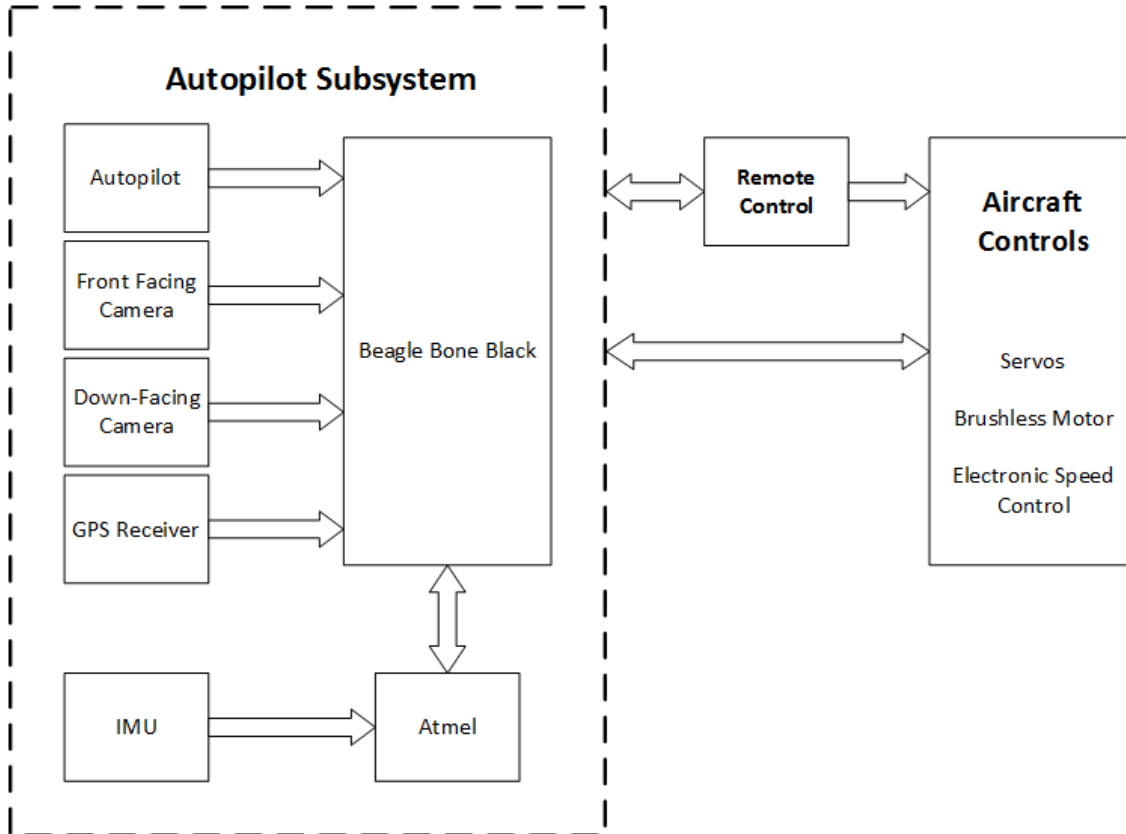 Autopilot Subsystem
Autopilot
Front Facing
Camera
Down-Facing
Camera
GPS Receiver
Beagle Bone Black
IMU
Atmel
Remote
Control
Aircraft
Controls
Servos
Brushless Motor
Electronic Speed
Control